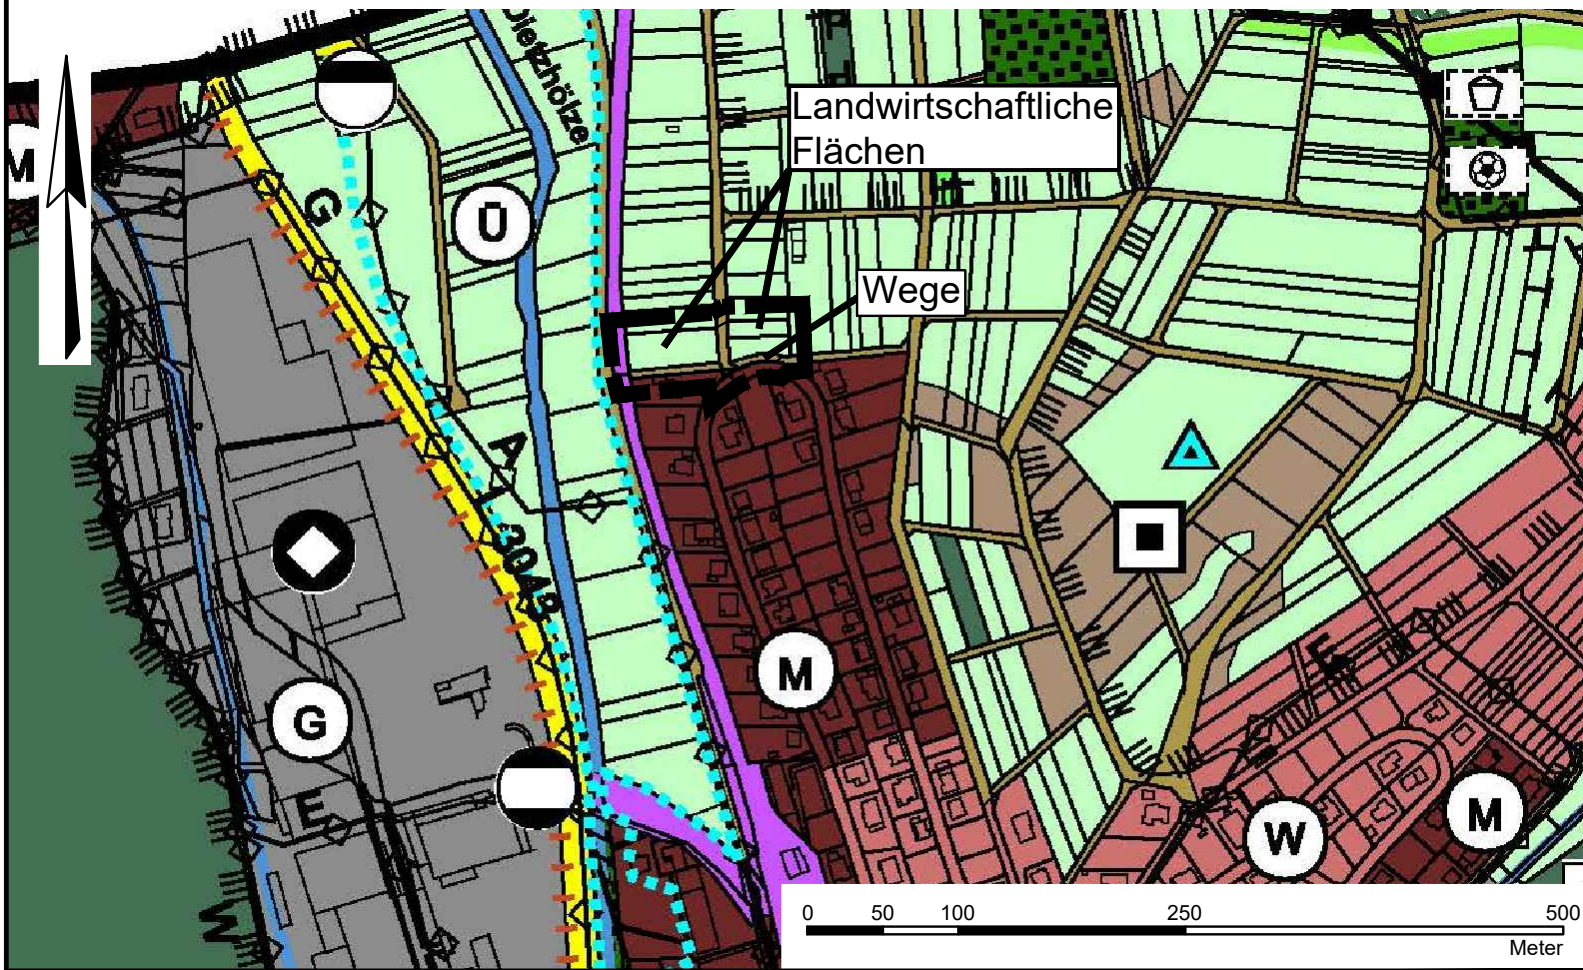 Dietzhölze
Landwirtschaftliche
Flächen
M
G
Ü
Wege
A
L 3048
M
G
E
W
M
W
0 50 100 250 500
Meter